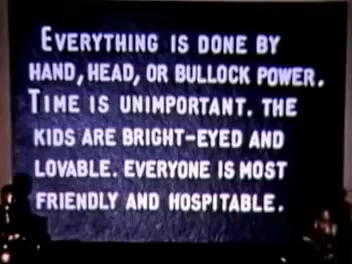 EVERYTHING IS DONE BY
HAND, HEAD, OR BULLOCK POWER.
TIME IS UNIMPORTANT. THE
KIDS ARE BRIGHT-EYED AND
LOVABLE. EVERYONE IS MOST
FRIENDLY AND HOSPITABLE.